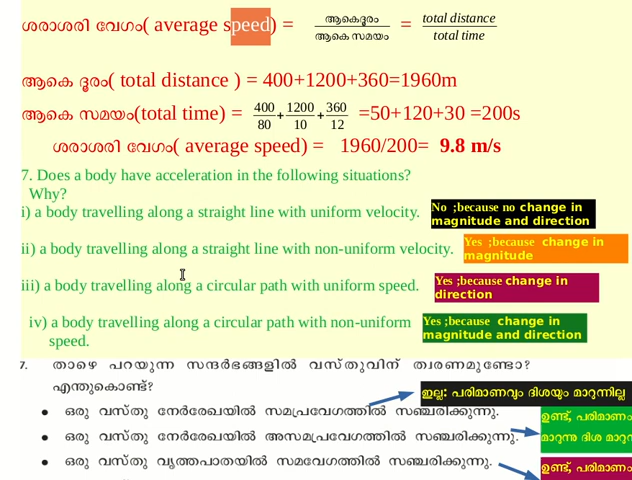 ശരാശരി വേഗം( average speed) = ആകെദൂരം / ആകെ സമയം = total distance / total time
ആകെ ദൂരം( total distance ) = 400+1200+360=1960m
ആകെ സമയം(total time) = 400/80 + 1200/10 + 360/12 =50+120+30 =200s
ശരാശരി വേഗം( average speed) = 1960/200= 9.8 m/s
7. Does a body have acceleration in the following situations?
Why?
i) a body travelling along a straight line with uniform velocity.
No ;because no change in
magnitude and direction
ii) a body travelling along a straight line with non-uniform velocity.
Yes ;because change in
magnitude
iii) a body travelling along a circular path with uniform speed.
Yes ;because change in
direction
iv) a body travelling along a circular path with non-uniform
speed.
Yes ;because change in
magnitude and direction
7. താഴെ പറയുന്ന സന്ദർഭങ്ങളിൽ വസ്തുവിന് ത്വരണമുണ്ടോ?
എന്തുകൊണ്ട്?
ഇല്ല: പരിമാണവും ദിശയും മാറുന്നില്ല
• ഒരു വസ്തു നേർരേഖയിൽ സമപ്രവേഗത്തിൽ സഞ്ചരിക്കുന്നു.
ഉണ്ട്, പരിമാണം
മാറുന്നു ദിശ
• ഒരു വസ്തു നേർരേഖയിൽ അസമപ്രവേഗത്തിൽ സഞ്ചരിക്കുന്നു.
• ഒരു വസ്തു വൃത്തപാതയിൽ സമവേഗത്തിൽ സഞ്ചരിക്കുന്നു.
ഉണ്ട്, പരിമാണം